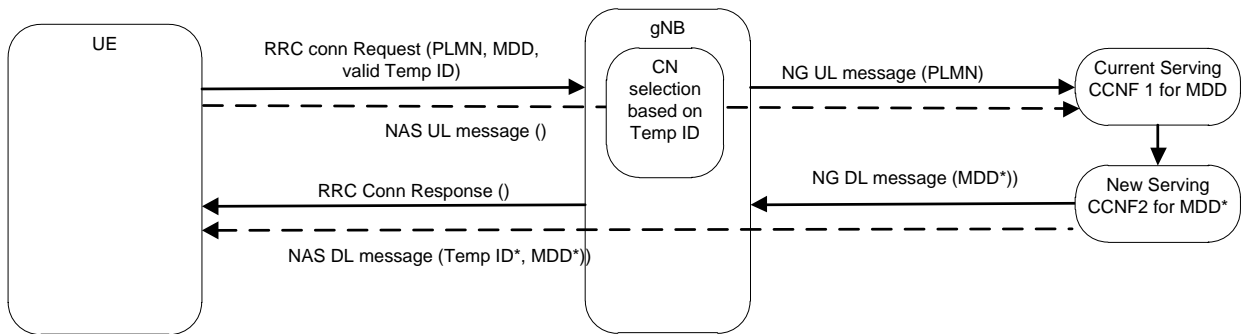 UE
RRC conn Request (PLMN, MDD,
valid Temp ID)
NAS UL message ()
gNB
CN
selection
based on
Temp ID
NG UL message (PLMN)
Current Serving
CCNF 1 for MDD
RRC Conn Response ()
NG DL message (MDD*))
New Serving
CCNF2 for MDD*
NAS DL message (Temp ID*, MDD*))